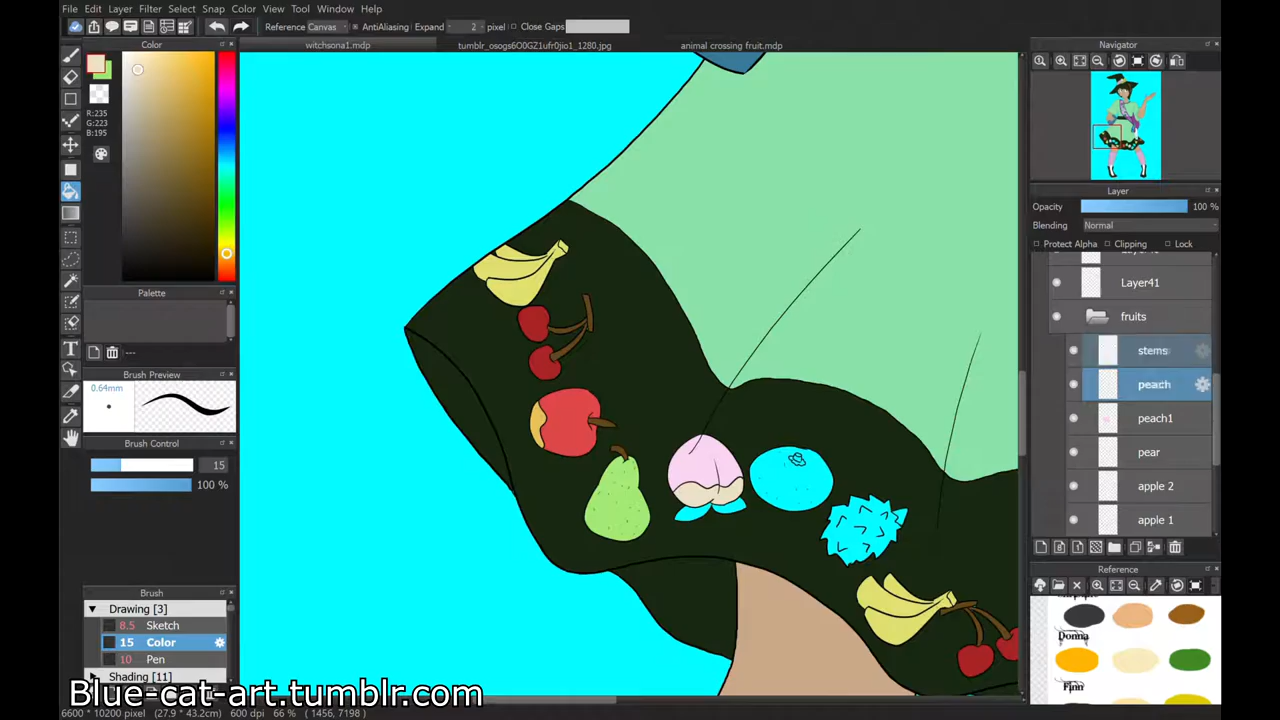 File Edit Layer Filter Select Snap Color View Tool Window Help
Reference Canvas AntiAliasing Expand 2 pixel Close Gaps
witchsona1.mdp tumblr_osogs6O0GZ1ufr0jio1_1280.jpg animal crossing fruit.mdp
Color
R:235
G:223
B:195
Palette
---
Brush Preview
0.64mm
Brush Control
15
100 %
Brush
Drawing [3]
8.5 Sketch
15 Color
10 Pen
Shading [11]
Blue-cat-art.tumblr.com
6600 * 10200 pixel (27.9 * 43.2cm) 600 dpi 66 % ( 1456, 7198 )
Navigator
Layer
Opacity 100 %
Blending Normal
Protect Alpha Clipping Lock
Layer41
fruits
stems
peach
peach1
pear
apple 2
apple 1
Reference
Donna
Finn